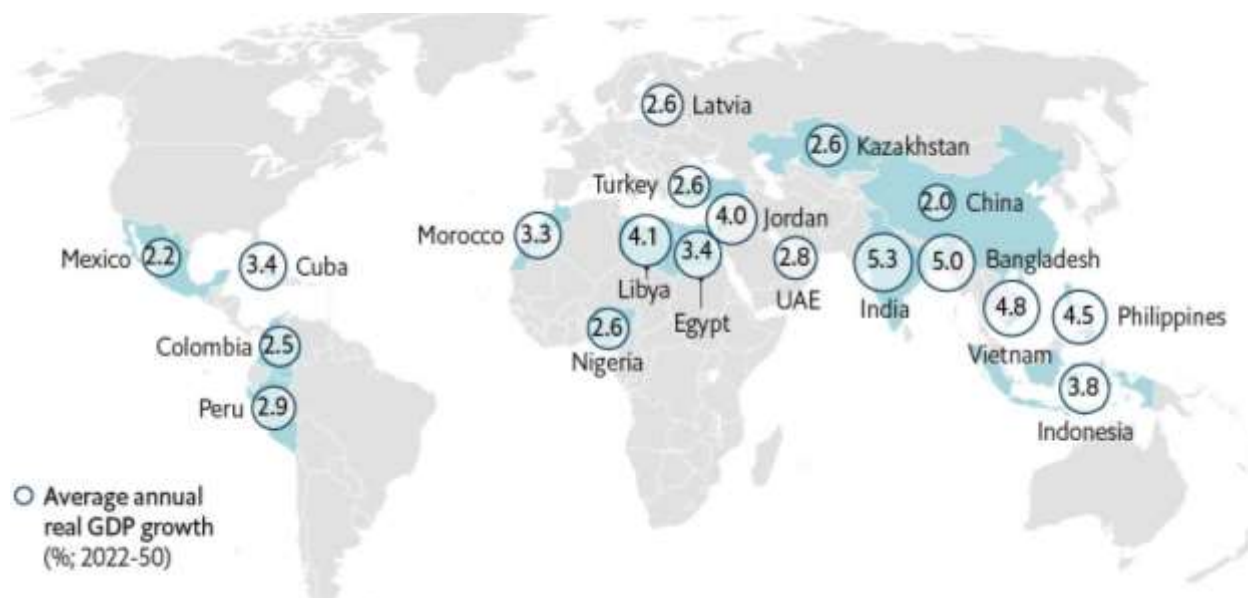 2.6 Latvia
2.6 Kazakhstan
Turkey 2.6
2.0 China
4.0 Jordan
Morocco 3.3
4.1
Libya
3.4
Egypt
2.8
UAE
5.3
India
5.0 Bangladesh
Mexico 2.2
3.4 Cuba
4.8
Vietnam
4.5 Philippines
2.6
Nigeria
Colombia 2.5
3.8
Indonesia
Peru 2.9
Average annual
real GDP growth
(%; 2022-50)